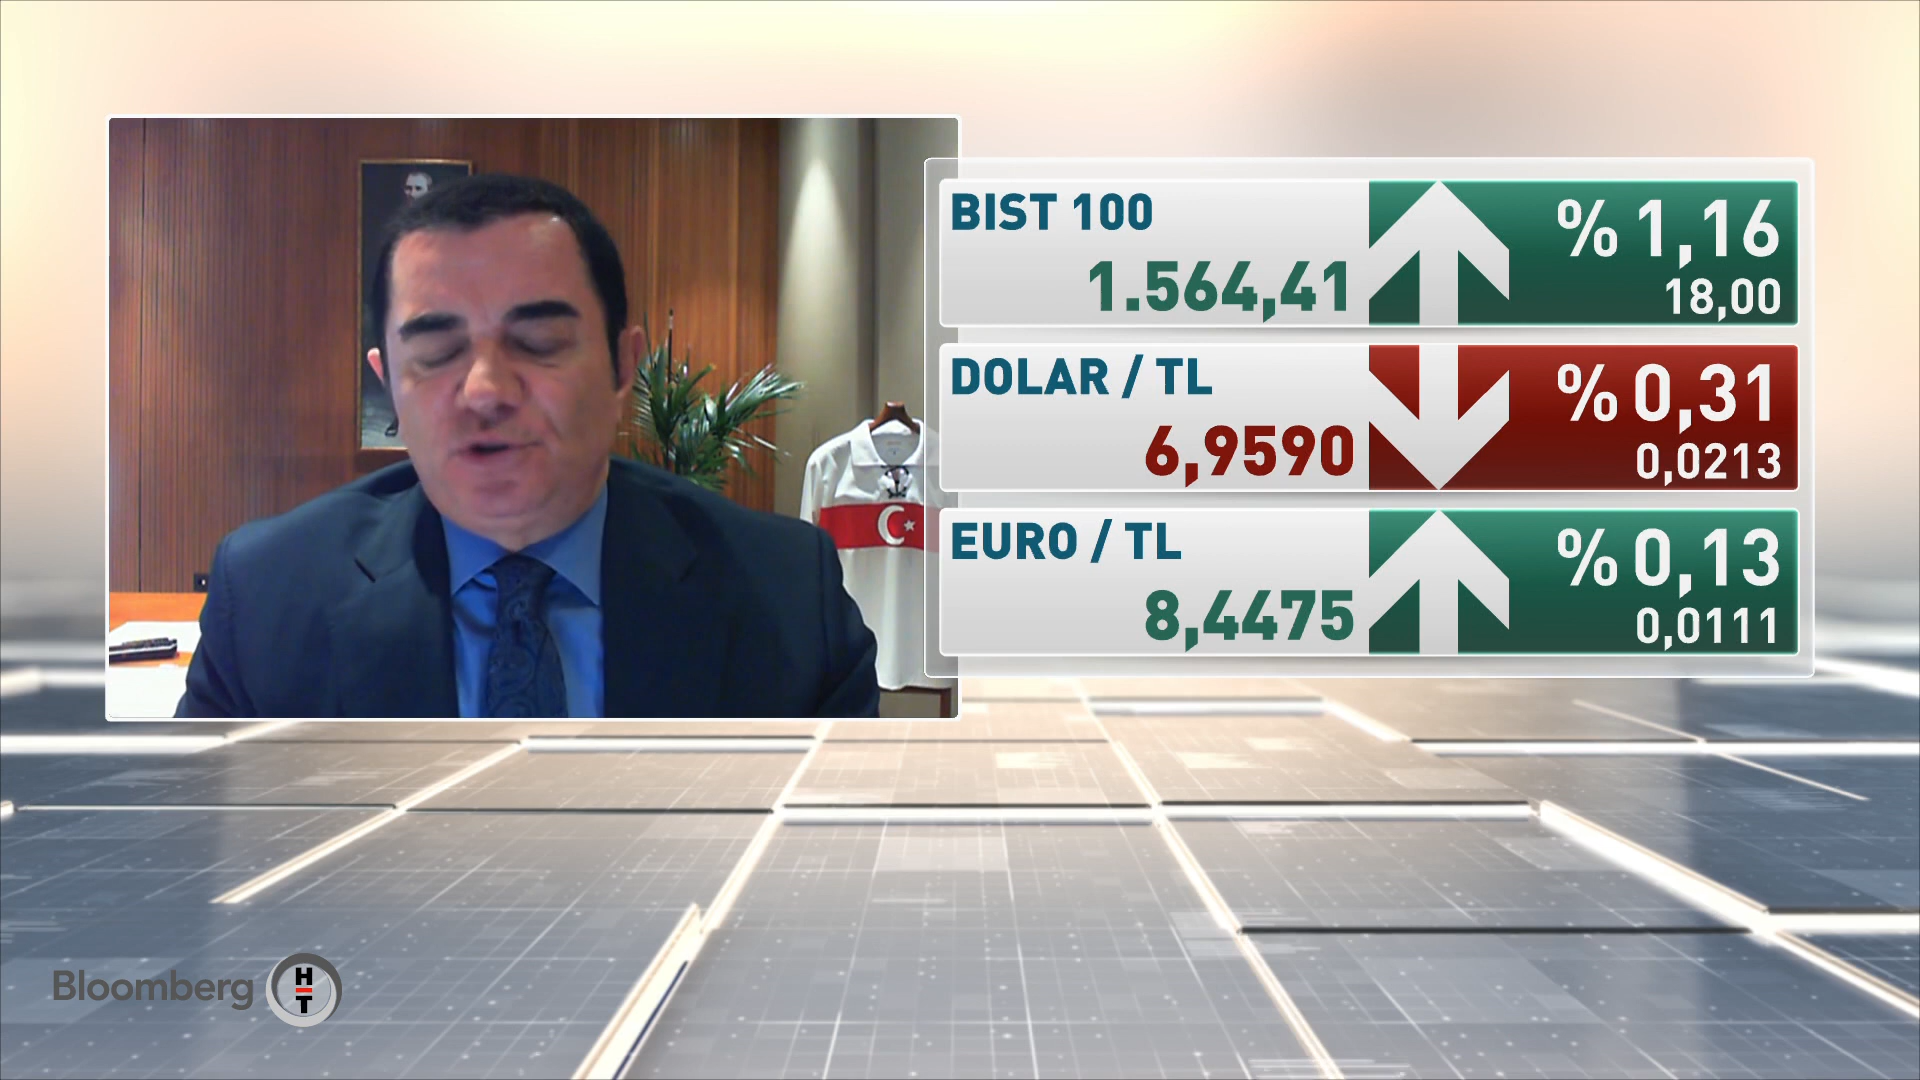 BIST 100
1.564,41
% 1,16
18,00
DOLAR / TL
6,9590
% 0,31
0,0213
EURO / TL
8,4475
% 0,13
0,0111
Bloomberg HT